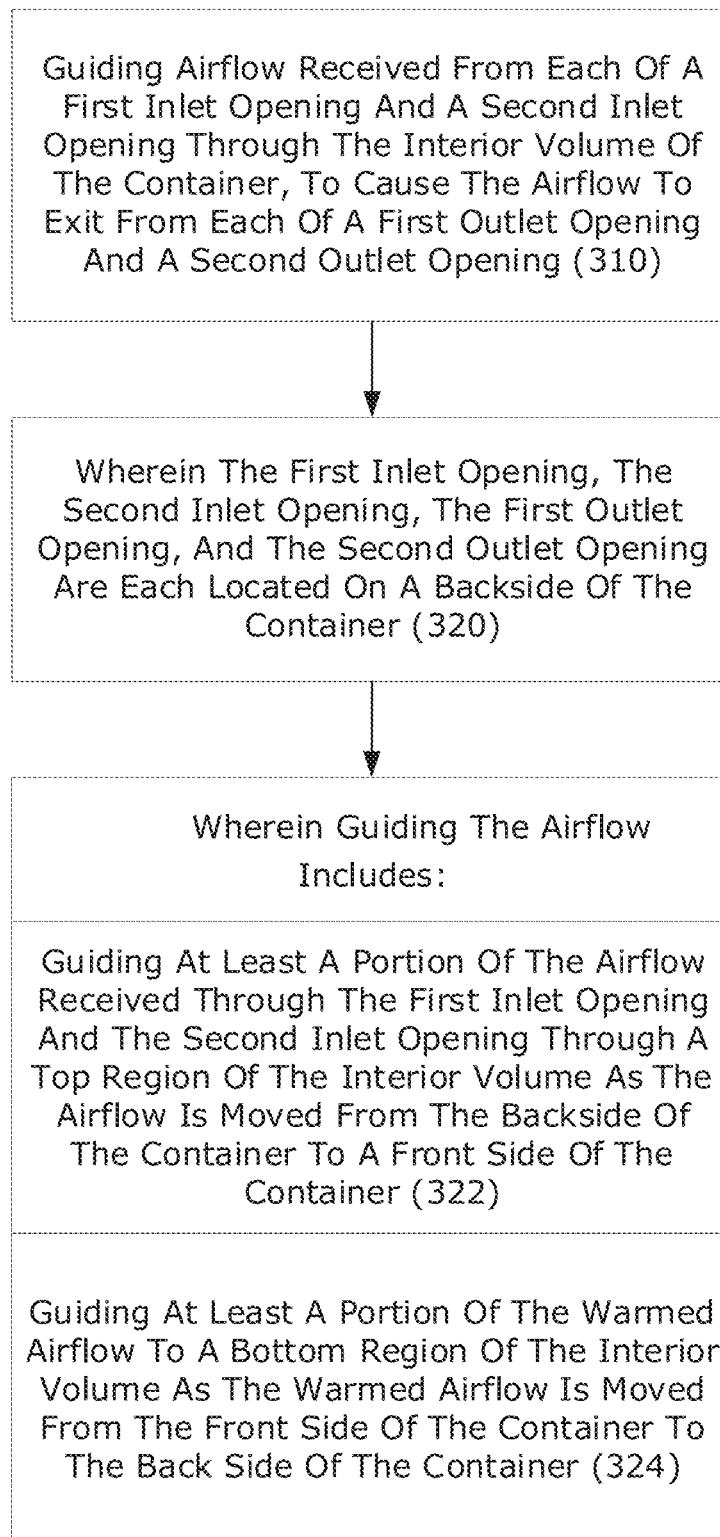 Guiding Airflow Received From Each Of A
First Inlet Opening And A Second Inlet
Opening Through The Interior Volume Of
The Container, To Cause The Airflow To
Exit From Each Of A First Outlet Opening
And A Second Outlet Opening (310)
Wherein The First Inlet Opening, The
Second Inlet Opening, The First Outlet
Opening, And The Second Outlet Opening
Are Each Located On A Backside Of The
Container (320)
Wherein Guiding The Airflow
Includes:
Guiding At Least A Portion Of The Airflow
Received Through The First Inlet Opening
And The Second Inlet Opening Through A
Top Region Of The Interior Volume As The
Airflow Is Moved From The Backside Of
The Container To A Front Side Of The
Container (322)
Guiding At Least A Portion Of The Warmed
Airflow To A Bottom Region Of The Interior
Volume As The Warmed Airflow Is Moved
From The Front Side Of The Container To
The Back Side Of The Container (324)